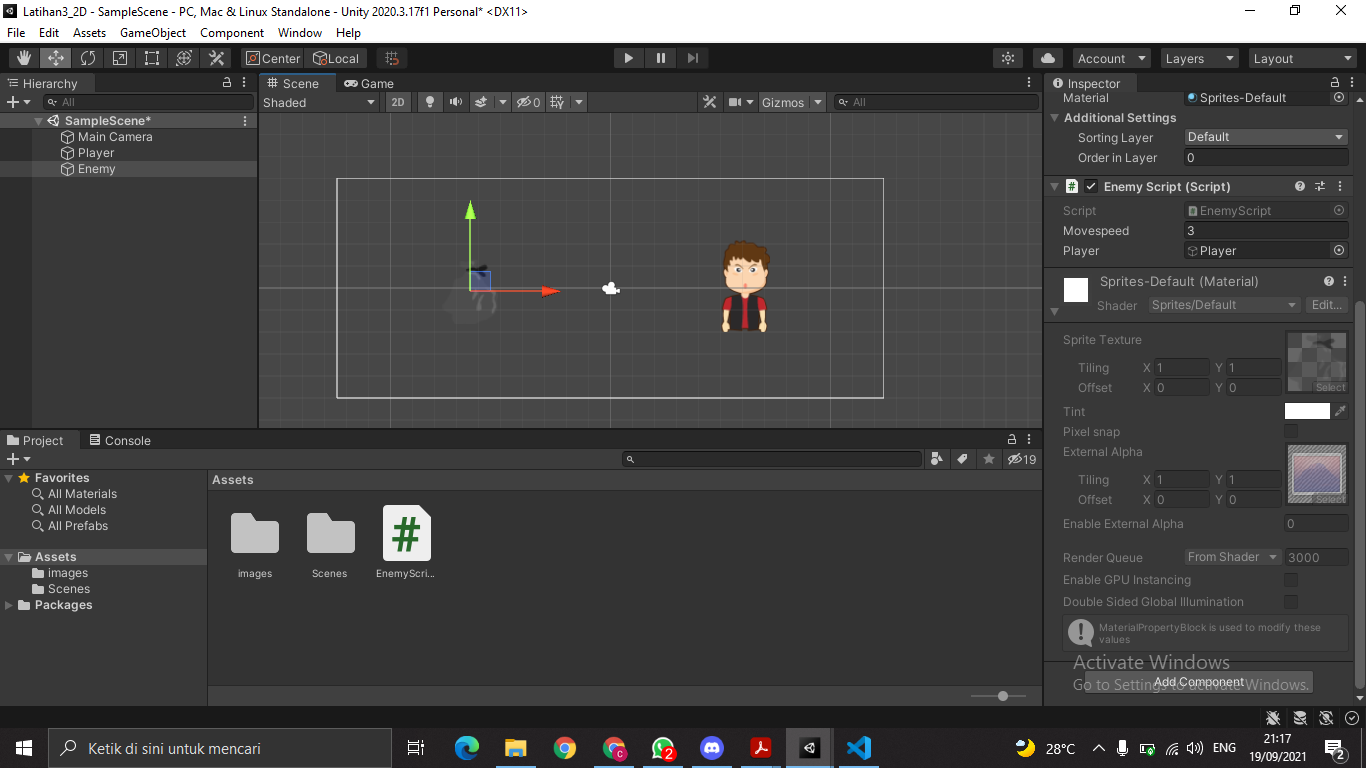 Latihan3_2D - SampleScene - PC, Mac & Linux Standalone - Unity 2020.3.17f1 Personal* <DX11>
File Edit Assets GameObject Component Window Help
Center Local Account Layers Layout
Hierarchy
All
SampleScene*
Main Camera
Player
Enemy
Scene Game
Shaded 2D 0 Gizmos All
Inspector
Material Sprites-Default
Additional Settings
Sorting Layer Default
Order in Layer 0
Enemy Script (Script)
Script EnemyScript
Movespeed 3
Player Player
Sprites-Default (Material)
Shader Sprites/Default Edit...
Sprite Texture
Tiling X 1 Y 1
Offset X 0 Y 0
Select
Tint
Pixel snap
External Alpha
Tiling X 1 Y 1
Offset X 0 Y 0
Select
Enable External Alpha 0
Render Queue From Shader 3000
Enable GPU Instancing
Double Sided Global Illumination
MaterialPropertyBlock is used to modify these
values
Add Component
Activate Windows
Go to Settings to activate Windows.
Project Console
19
Favorites
All Materials
All Models
All Prefabs
Assets
images
Scenes
Packages
Assets
images Scenes EnemyScri...
Ketik di sini untuk mencari
C
2
28°C ENG
21:17
19/09/2021
2